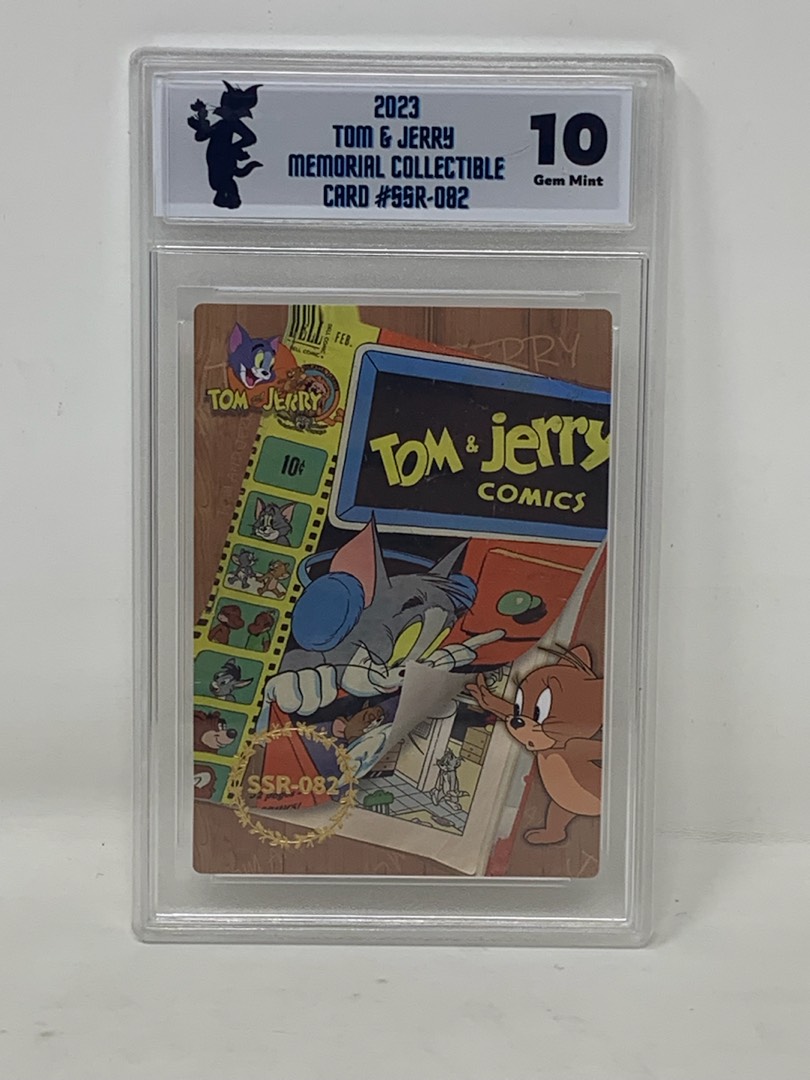 2023
TOM & JERRY
MEMORIAL COLLECTIBLE
CARD #SSR-082
10
Gem Mint
DELL
FEB.
TOM JERRY
10¢
TOM & Jerry
COMICS
SSR-082